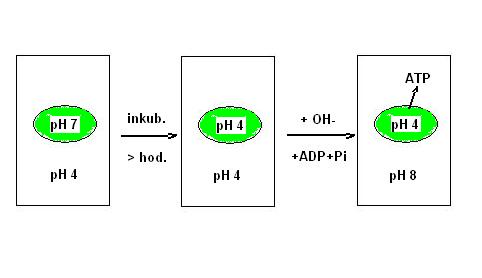 pH 7
pH 4
inkub.
> hod.
pH 4
pH 4
+ OH-
+ADP+Pi
ATP
pH 4
pH 8